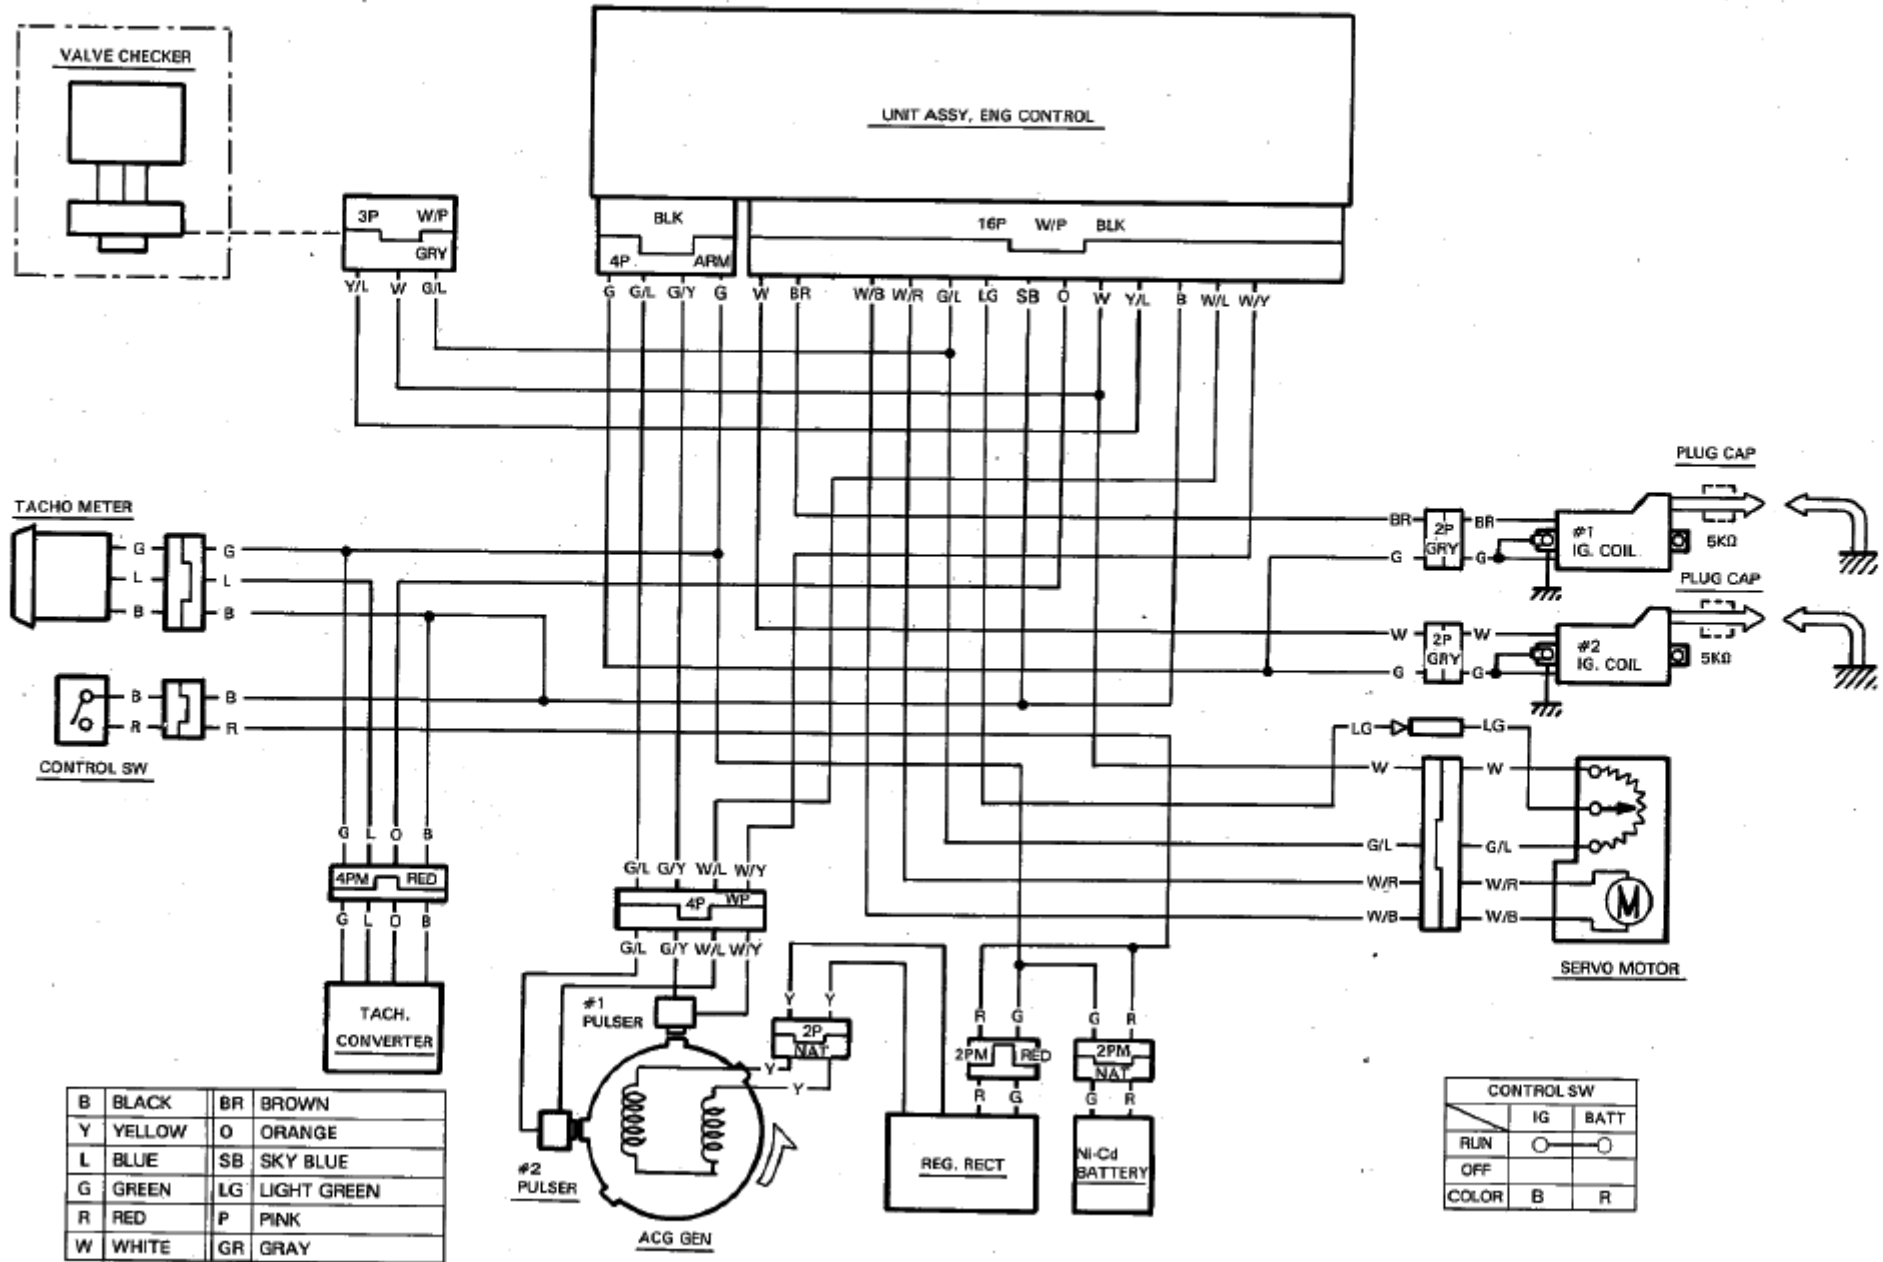 VALVE CHECKER
UNIT ASSY, ENG CONTROL
3P W/P
GRY
BLK
4P ARM
16P W/P BLK
Y/L W G/L
G G/L G/Y G W BR W/B W/R G/L LG SB O W Y/L B W/L W/Y
PLUG CAP
TACHO METER
G G
L L
B B
BR 2P BR
G GRY G
#1
IG. COIL
5KΩ
PLUG CAP
W 2P W
G GRY G
#2
IG. COIL
5KΩ
B B
R R
CONTROL SW
LG LG
W W
G/L G/L
W/R W/R
W/B W/B
M
SERVO MOTOR
G L O B
4PM RED
G L O B
TACH.
CONVERTER
G/L G/Y W/L W/Y
4P WP
G/L G/Y W/L W/Y
#1
PULSER
Y Y
2P
NAT
Y
Y
#2
PULSER
ACG GEN
R G
2PM RED
R G
REG. RECT
G R
2PM
NAT
G R
Ni-Cd
BATTERY
B BLACK BR BROWN
Y YELLOW O ORANGE
L BLUE SB SKY BLUE
G GREEN LG LIGHT GREEN
R RED P PINK
W WHITE GR GRAY
CONTROL SW
IG BATT
RUN
OFF
COLOR B R